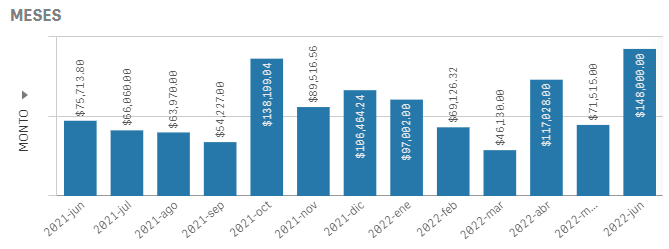 MESES
MONTO
$75,713.80
$66,060.00
$63,970.00
$54,227.00
$138,199.04
$89,516.56
$106,464.24
$97,002.00
$69,126.32
$46,130.00
$117,028.00
$71,515.00
$148,000.00
2021-jun
2021-jul
2021-ago
2021-sep
2021-oct
2021-nov
2021-dic
2022-ene
2022-feb
2022-mar
2022-abr
2022-m...
2022-jun